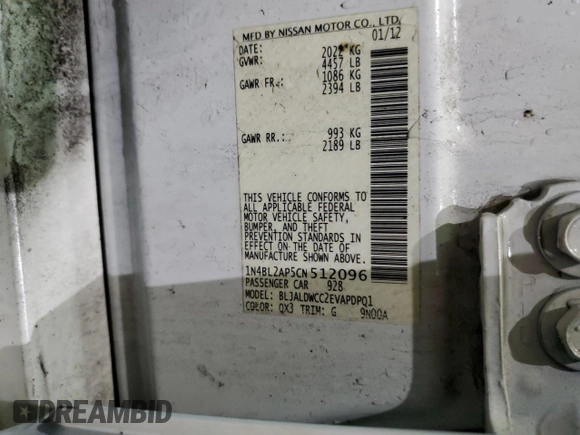 MFD BY NISSAN MOTOR CO., LTD.
DATE: 01/12
GVWR: KG
4457 LB
GAWR FR.: 1086 KG
2394 LB
GAWR RR.: 993 KG
2189 LB
THIS VEHICLE CONFORMS TO
ALL APPLICABLE FEDERAL
MOTOR VEHICLE SAFETY,
BUMPER, AND THEFT
PREVENTION STANDARDS IN
EFFECT ON THE DATE OF
MANUFACTURE SHOWN ABOVE.
1N4BL2AP5CN512096
PASSENGER CAR 928
MODEL: BLJALDWCC2EVAPDPQ1
COLOR: QX3 TRIM: G 9N00A
DREAMBID